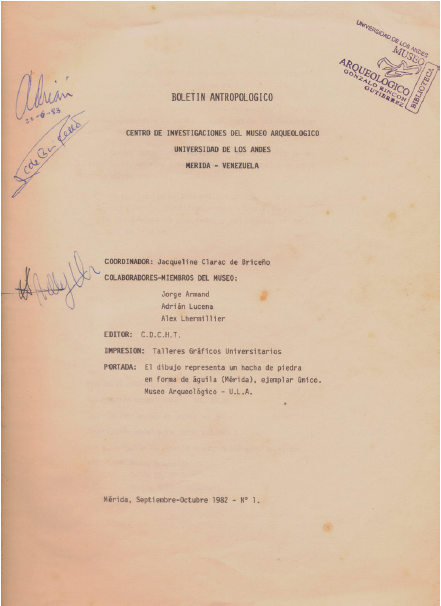 UNIVERSIDAD DE LOS ANDES
MUSEO
ARQUEOLOGICO
GONZALO RINCON
GUTIERREZ
BIBLIOTECA
Adrián
BOLETIN ANTROPOLOGICO
CENTRO DE INVESTIGACIONES DEL MUSEO ARQUEOLOGICO
UNIVERSIDAD DE LOS ANDES
MERIDA - VENEZUELA
COORDINADOR: Jacqueline Clarac de Briceño
COLABORADORES-MIEMBROS DEL MUSEO:
Jorge Armand
Adrián Lucena
Alex Lhermillier
EDITOR: C.D.C.H.T.
IMPRESION: Talleres Gráficos Universitarios
PORTADA: El dibujo representa un hacha de piedra
en forma de águila (Mérida), ejemplar único.
Museo Arqueológico - U.L.A.
Mérida, Septiembre-Octubre 1982 - N° 1.